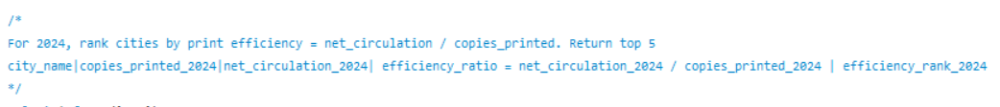 /*
For 2024, rank cities by print efficiency = net_circulation / copies_printed. Return top 5
city_name|copies_printed_2024|net_circulation_2024| efficiency_ratio = net_circulation_2024 / copies_printed_2024 | efficiency_rank_2024
*/